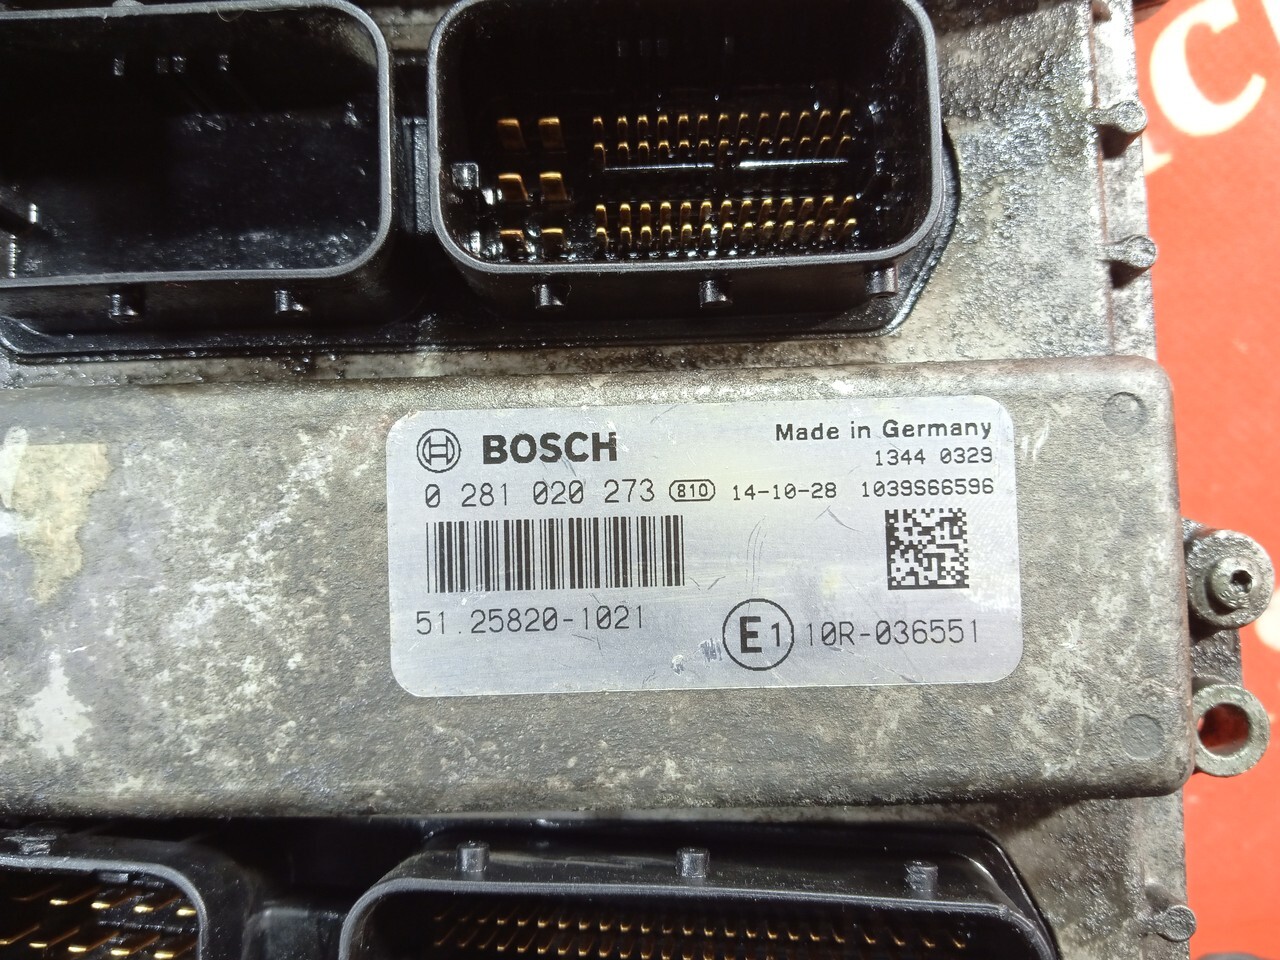 BOSCH
Made in Germany
1344 0329
0 281 020 273 810 14-10-28 1039S66596
51.25820-1021
E1 10R-036551